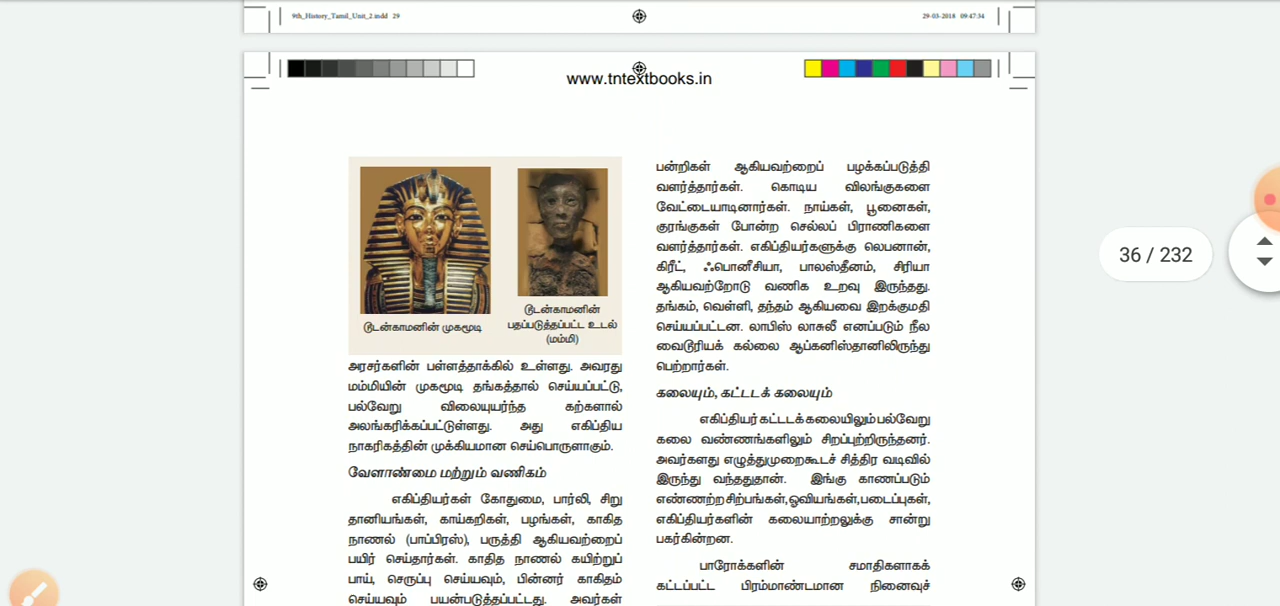 9th_History_Tamil_Unit_2.indd 29
29-03-2018 09:47:34
www.tntextbooks.in
டூடன்காமனின் முகமூடி
டூடன்காமனின்
பதப்படுத்தப்பட்ட உடல்
(மம்மி)
அரசர்களின் பள்ளத்தாக்கில் உள்ளது. அவரது
மம்மியின் முகமூடி தங்கத்தால் செய்யப்பட்டு,
பல்வேறு விலையுயர்ந்த கற்களால்
அலங்கரிக்கப்பட்டுள்ளது. அது எகிப்திய
நாகரிகத்தின் முக்கியமான செய்பொருளாகும்.
வேளாண்மை மற்றும் வணிகம்
எகிப்தியர்கள் கோதுமை, பார்லி, சிறு
தானியங்கள், காய்கறிகள், பழங்கள், காகித
நாணல் (பாப்பிரஸ்), பருத்தி ஆகியவற்றைப்
பயிர் செய்தார்கள். காதித நாணல் கயிற்றுப்
பாய், செருப்பு செய்யவும், பின்னர் காகிதம்
செய்யவும் பயன்படுத்தப்பட்டது. அவர்கள்
பன்றிகள் ஆகியவற்றைப் பழக்கப்படுத்தி
வளர்த்தார்கள். கொடிய விலங்குகளை
வேட்டையாடினார்கள். நாய்கள், பூனைகள்,
குரங்குகள் போன்ற செல்லப் பிராணிகளை
வளர்த்தார்கள். எகிப்தியர்களுக்கு லெபனான்,
கிரீட், ஃபொனீசியா, பாலஸ்தீனம், சிரியா
ஆகியவற்றோடு வணிக உறவு இருந்தது.
தங்கம், வெள்ளி, தந்தம் ஆகியவை இறக்குமதி
செய்யப்பட்டன. லாபிஸ் லாசுலீ எனப்படும் நீல
வைடூரியக் கல்லை ஆப்கனிஸ்தானிலிருந்து
பெற்றார்கள்.
கலையும், கட்டடக் கலையும்
எகிப்தியர் கட்டடக் கலையிலும் பல்வேறு
கலை வண்ணங்களிலும் சிறப்புற்றிருந்தனர்.
அவர்களது எழுத்துமுறைகூடச் சித்திர வடிவில்
இருந்து வந்ததுதான். இங்கு காணப்படும்
எண்ணற்ற சிற்பங்கள், ஓவியங்கள், படைப்புகள்,
எகிப்தியர்களின் கலையாற்றலுக்கு சான்று
பகர்கின்றன.
பாரோக்களின் சமாதிகளாகக்
கட்டப்பட்ட பிரம்மாண்டமான நினைவுச்
36 / 232